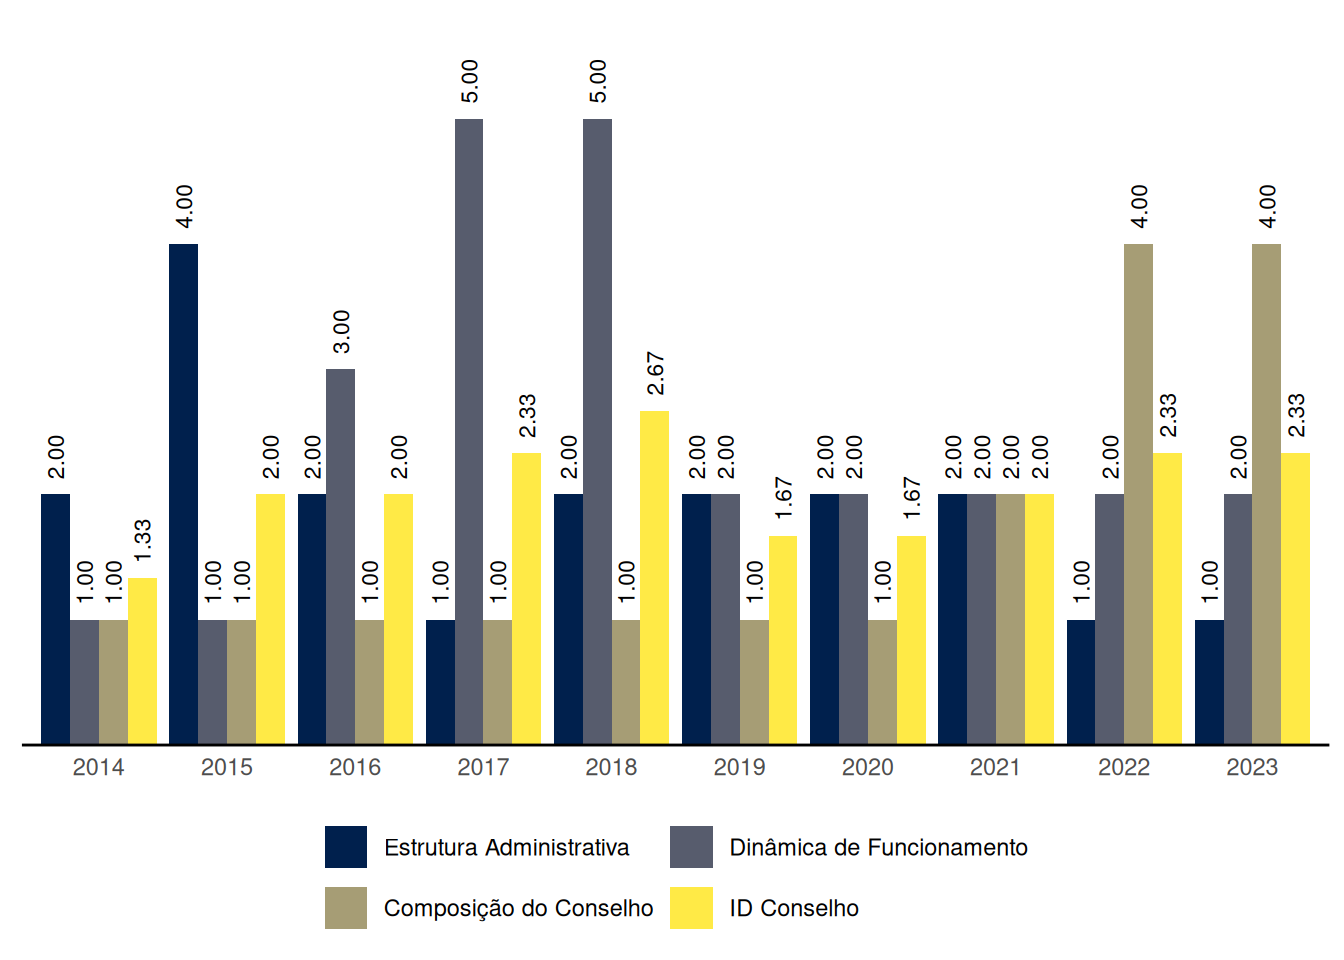 2.00 1.00 1.00 1.33 4.00 1.00 1.00 2.00 2.00 3.00 1.00 2.00 1.00 5.00 1.00 2.33 2.00 5.00 1.00 2.67 2.00 2.00 1.00 1.67 2.00 2.00 1.00 1.67 2.00 2.00 2.00 2.00 1.00 2.00 4.00 2.33 1.00 2.00 4.00 2.33
2014 2015 2016 2017 2018 2019 2020 2021 2022 2023
Estrutura Administrativa Dinâmica de Funcionamento
Composição do Conselho ID Conselho